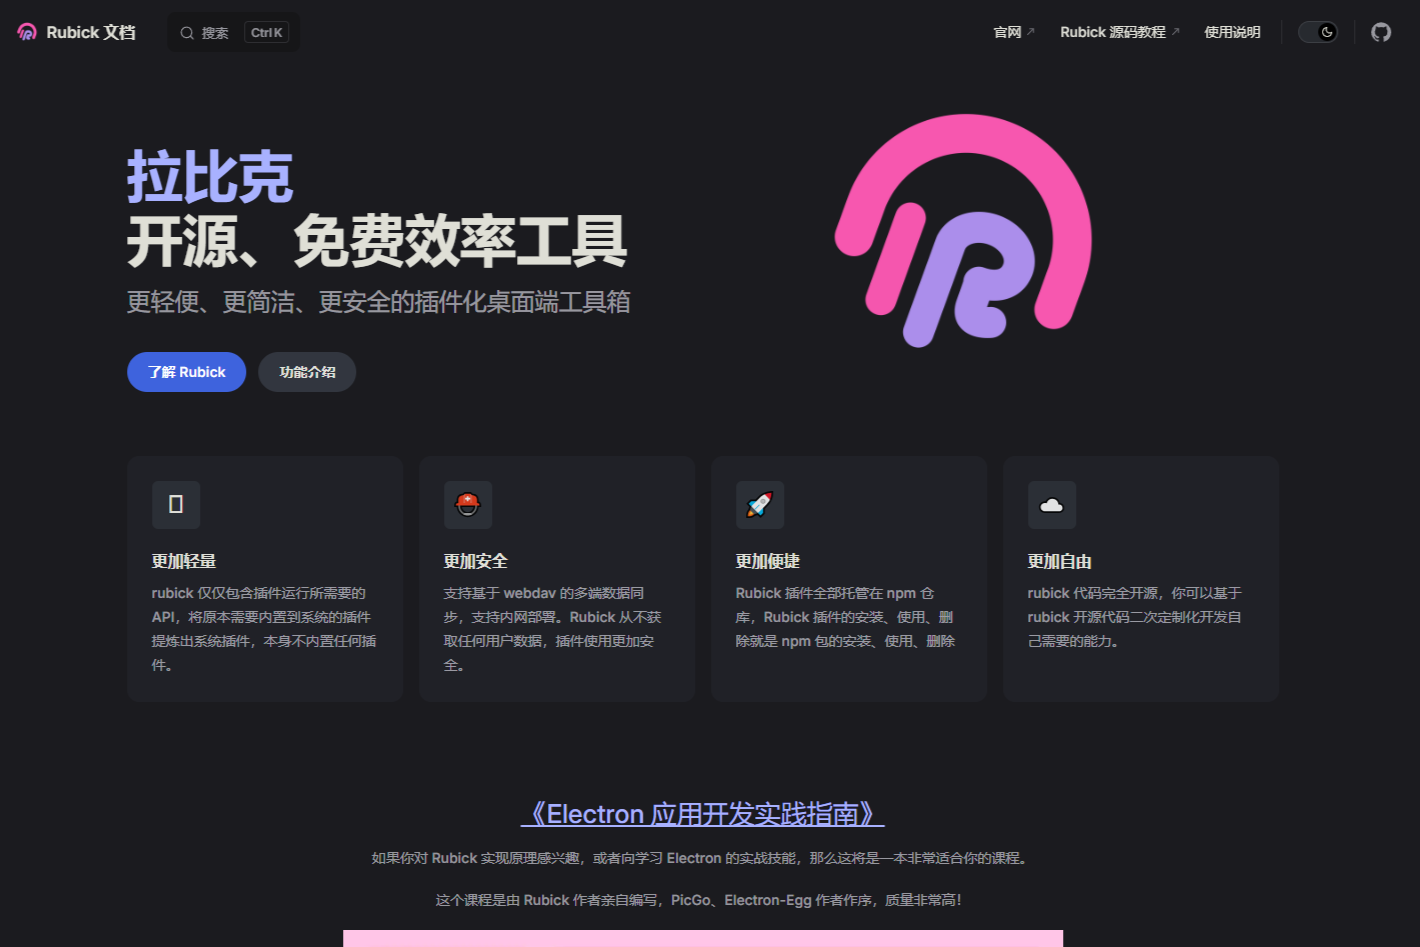 Rubick 文档
搜索
Ctrl K
官网
Rubick 源码教程
使用说明
拉比克
开源、免费效率工具
更轻便、更简洁、更安全的插件化桌面端工具箱
了解 Rubick
功能介绍
更加轻量
rubick 仅仅包含插件运行所需要的
API，将原本需要内置到系统的插件
提炼出系统插件，本身不内置任何插
件。
更加安全
支持基于 webdav 的多端数据同
步，支持内网部署。Rubick 从不获
取任何用户数据，插件使用更加安
全。
更加便捷
Rubick 插件全部托管在 npm 仓
库，Rubick 插件的安装、使用、删
除就是 npm 包的安装、使用、删除
更加自由
rubick 代码完全开源，你可以基于
rubick 开源代码二次定制化开发自
己需要的能力。
《Electron 应用开发实践指南》
如果你对 Rubick 实现原理感兴趣，或者向学习 Electron 的实战技能，那么这将是一本非常适合你的课程。
这个课程是由 Rubick 作者亲自编写，PicGo、Electron-Egg 作者作序，质量非常高！